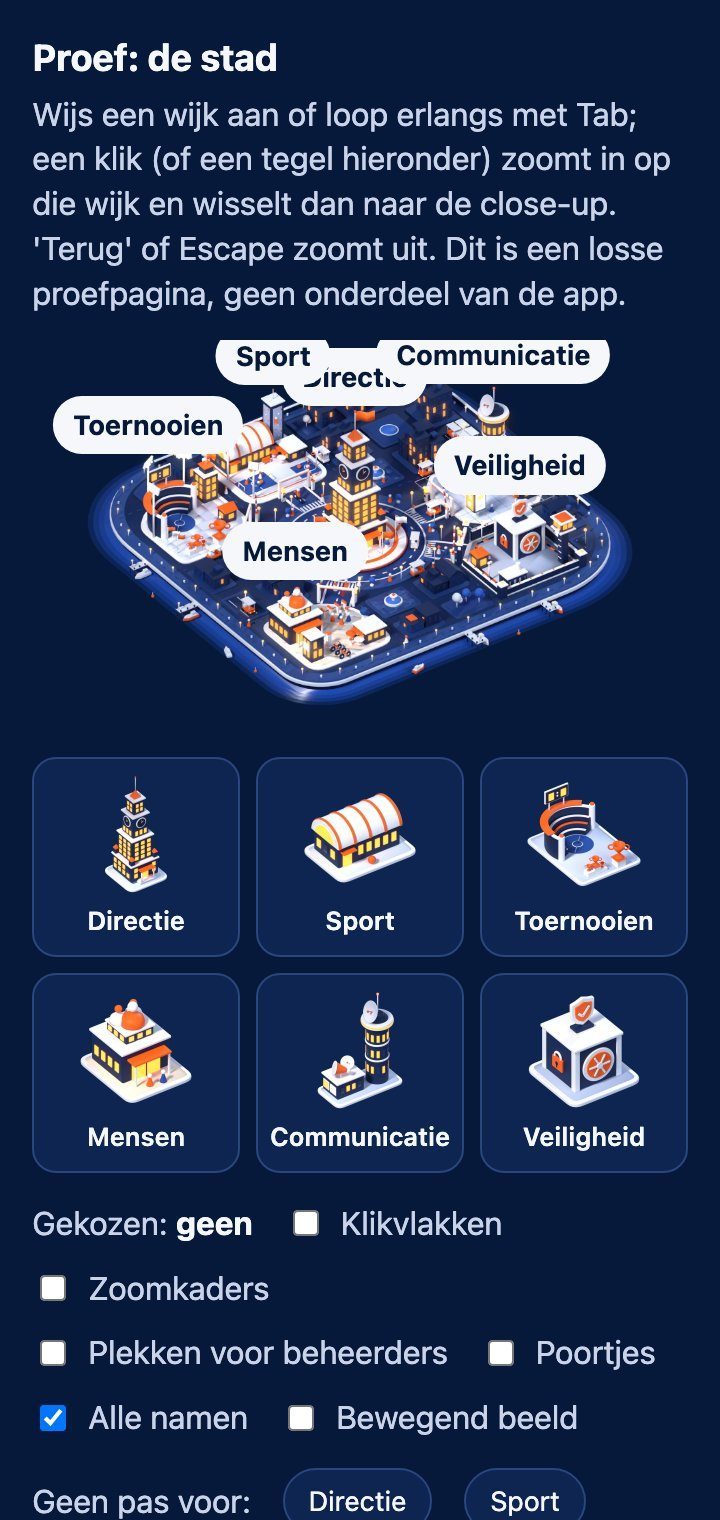 Proef: de stad
Wijs een wijk aan of loop erlangs met Tab;
een klik (of een tegel hieronder) zoomt in op
die wijk en wisselt dan naar de close-up.
'Terug' of Escape zoomt uit. Dit is een losse
proefpagina, geen onderdeel van de app.
Sport
Communicatie
Directie
Toernooien
Veiligheid
Mensen
Directie
Sport
Toernooien
Mensen
Communicatie
Veiligheid
Gekozen: geen
Klikvlakken
Zoomkaders
Plekken voor beheerders
Poortjes
Alle namen
Bewegend beeld
Geen pas voor:
Directie
Sport